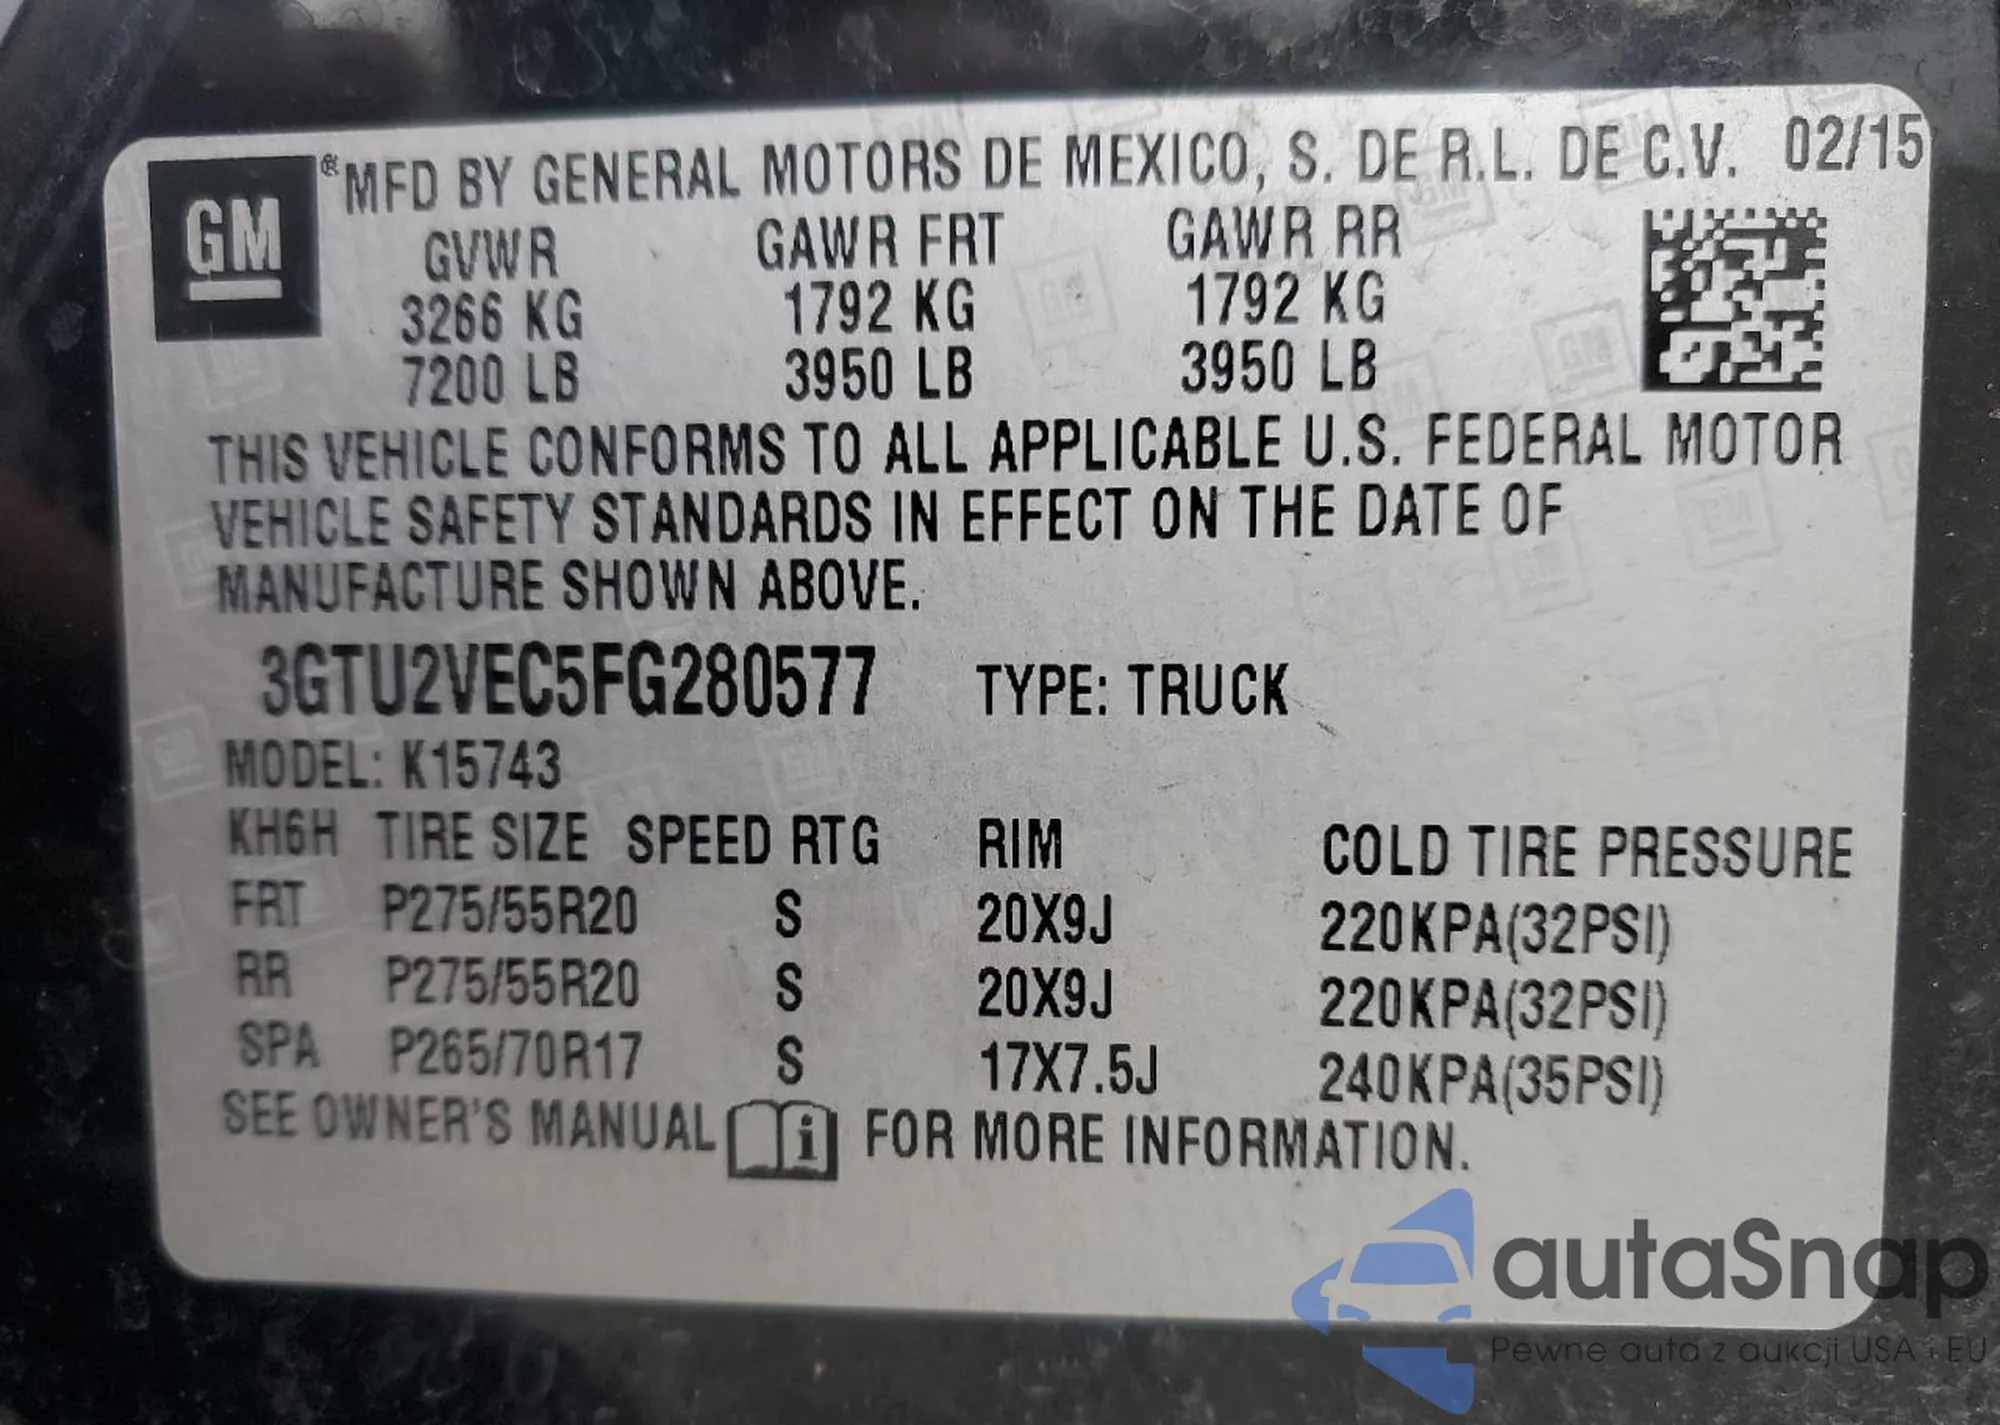 GM ® MFD BY GENERAL MOTORS DE MEXICO, S. DE R.L. DE C.V. 02/15
GVWR GAWR FRT GAWR RR
3266 KG 1792 KG 1792 KG
7200 LB 3950 LB 3950 LB
THIS VEHICLE CONFORMS TO ALL APPLICABLE U.S. FEDERAL MOTOR
VEHICLE SAFETY STANDARDS IN EFFECT ON THE DATE OF
MANUFACTURE SHOWN ABOVE.
3GTU2VEC5FG280577 TYPE: TRUCK
MODEL: K15743
KH6H TIRE SIZE SPEED RTG RIM COLD TIRE PRESSURE
FRT P275/55R20 S 20X9J 220KPA(32PSI)
RR P275/55R20 S 20X9J 220KPA(32PSI)
SPA P265/70R17 S 17X7.5J 240KPA(35PSI)
SEE OWNER'S MANUAL i FOR MORE INFORMATION.
autaSnap
Pewne auta z aukcji USA i EU